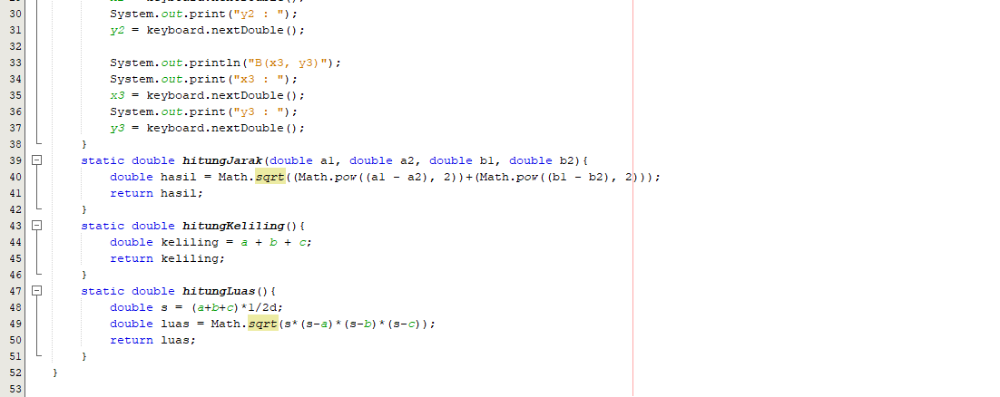 30 System.out.print("y2 : ");
31 y2 = keyboard.nextDouble();
32
33 System.out.println("B(x3, y3)");
34 System.out.print("x3 : ");
35 x3 = keyboard.nextDouble();
36 System.out.print("y3 : ");
37 y3 = keyboard.nextDouble();
38 }
39 static double hitungJarak(double a1, double a2, double b1, double b2){
40 double hasil = Math.sqrt((Math.pow((a1 - a2), 2))+(Math.pow((b1 - b2), 2)));
41 return hasil;
42 }
43 static double hitungKeliling(){
44 double keliling = a + b + c;
45 return keliling;
46 }
47 static double hitungLuas(){
48 double s = (a+b+c)*1/2d;
49 double luas = Math.sqrt(s*(s-a)*(s-b)*(s-c));
50 return luas;
51 }
52 }
53